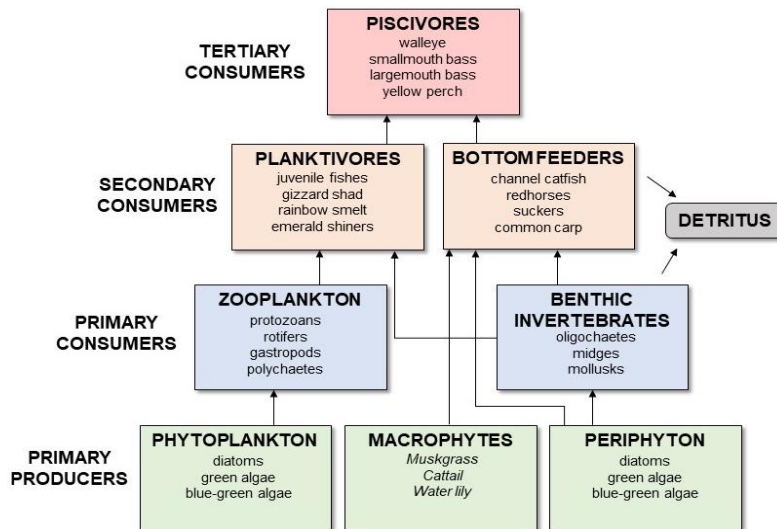 PISCIVORES
walleye
smallmouth bass
largemouth bass
yellow perch
TERTIARY
CONSUMERS
PLANKTIVORES
juvenile fishes
gizzard shad
rainbow smelt
emerald shiners
BOTTOM FEEDERS
channel catfish
redhorses
suckers
common carp
SECONDARY
CONSUMERS
DETRITUS
ZOOPLANKTON
protozoans
rotifers
gastropods
polychaetes
BENTHIC
INVERTEBRATES
oligochaetes
midges
mollusks
PRIMARY
CONSUMERS
PHYTOPLANKTON
diatoms
green algae
blue-green algae
MACROPHYTES
Muskgrass
Cattail
Water lily
PERIPHYTON
diatoms
green algae
blue-green algae
PRIMARY
PRODUCERS